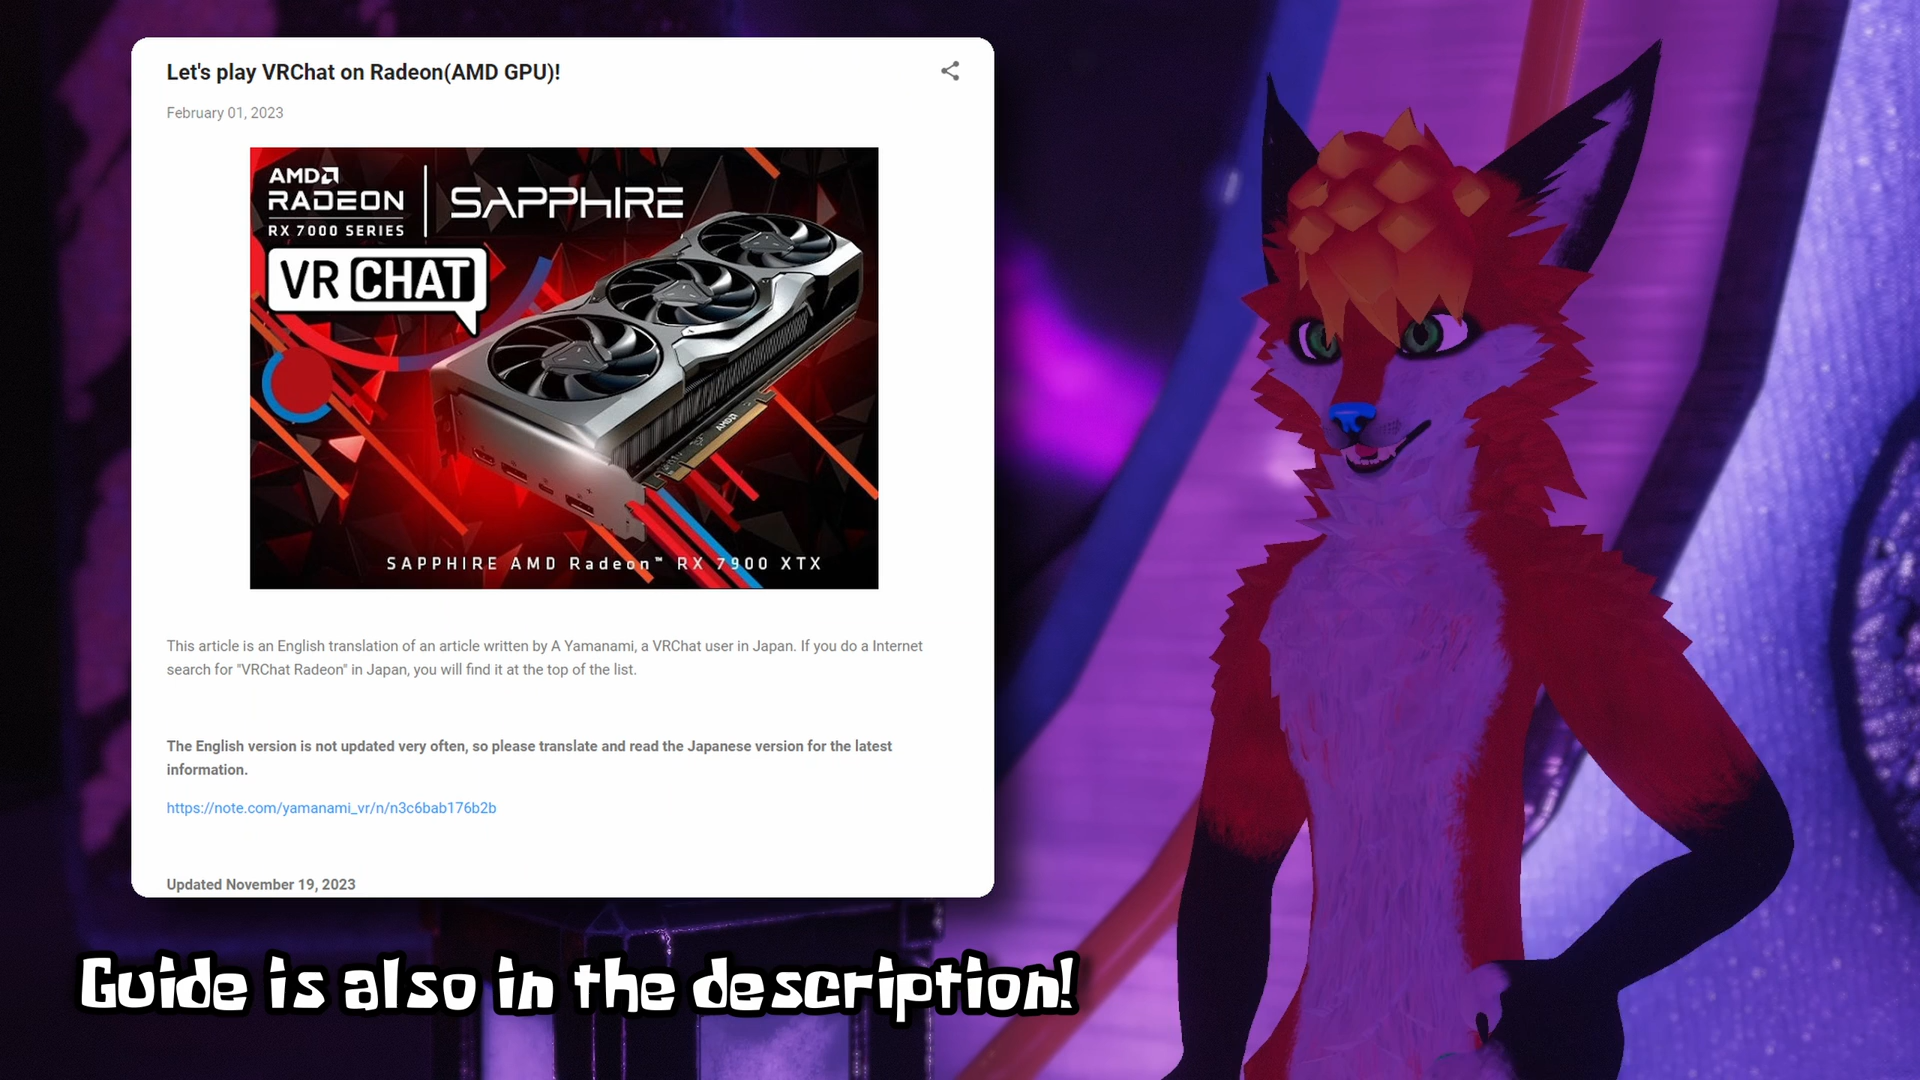 Let's play VRChat on Radeon(AMD GPU)!
February 01, 2023
AMD
RADEON
RX 7000 SERIES
SAPPHIRE
VR CHAT
AMD
SAPPHIRE AMD Radeon™ RX 7900 XTX
This article is an English translation of an article written by A Yamanami, a VRChat user in Japan. If you do a Internet
search for "VRChat Radeon" in Japan, you will find it at the top of the list.
The English version is not updated very often, so please translate and read the Japanese version for the latest
information.
https://note.com/yamanami_vr/n/n3c6bab176b2b
Updated November 19, 2023
Guide is also in the description!